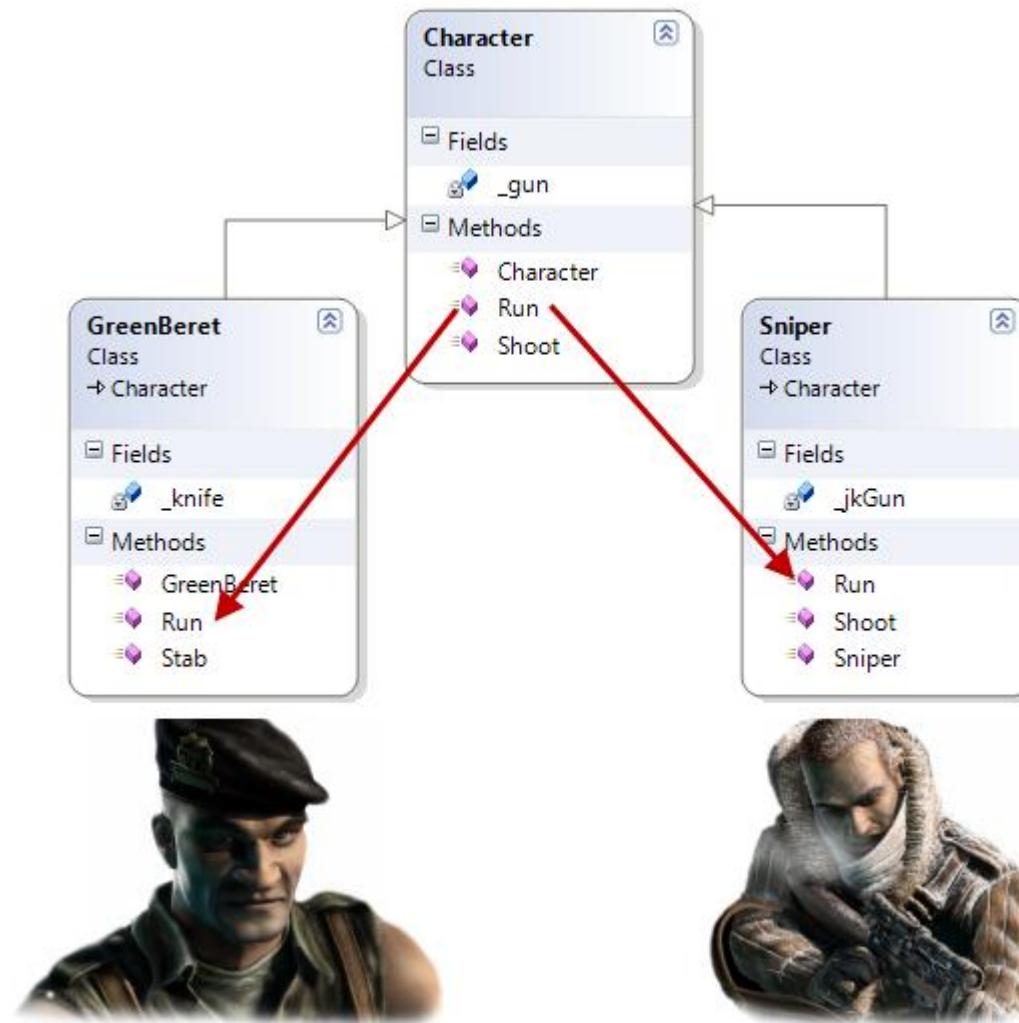 Character
Class
Fields
_gun
Methods
Character
Run
Shoot
GreenBeret
Class
Character
Fields
_knife
Methods
GreenBeret
Run
Stab
Sniper
Class
Character
Fields
_jkGun
Methods
Run
Shoot
Sniper